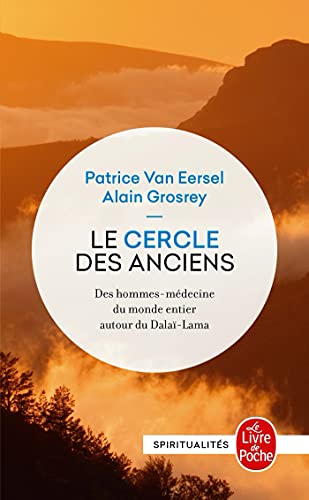 Patrice Van Eersel
Alain Grosrey
LE CERCLE
DES ANCIENS
Des hommes-médecine
du monde entier
autour du Dalaï-Lama
SPIRITUALITÉS
Le
Livre
de
Poche